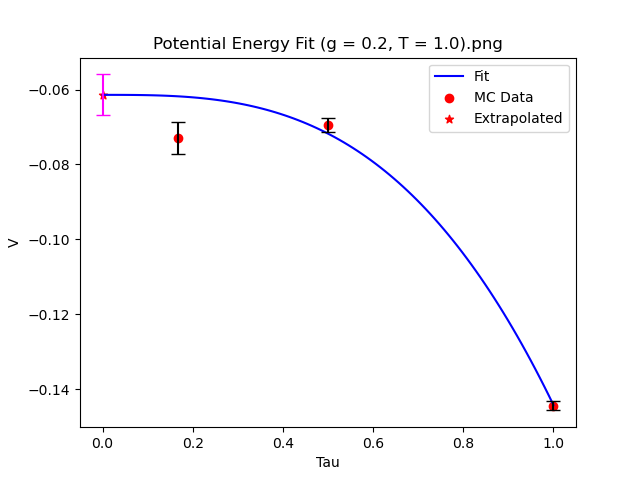 Potential Energy Fit (g = 0.2, T = 1.0).png
Fit
MC Data
Extrapolated
V
−0.06
−0.08
−0.10
−0.12
−0.14
0.0 0.2 0.4 0.6 0.8 1.0
Tau